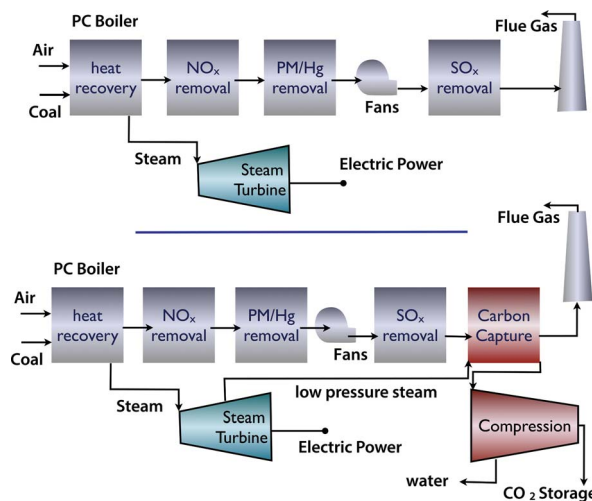 PC Boiler
Flue Gas
Air
Coal
heat
recovery
NOx
removal
PM/Hg
removal
Fans
SOx
removal
Steam
Steam
Turbine
Electric Power
Flue Gas
PC Boiler
Air
Coal
heat
recovery
NOx
removal
PM/Hg
removal
Fans
SOx
removal
Carbon
Capture
Steam
low pressure steam
Steam
Turbine
Electric Power
Compression
water
CO2 Storage